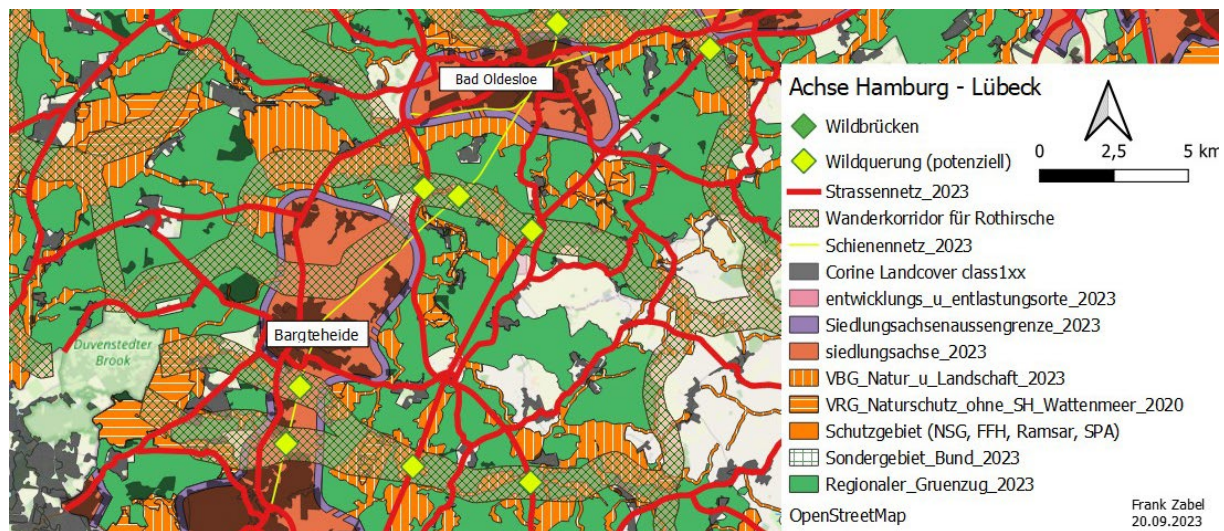 Bad Oldesloe
Bargteheide
Duvenstedter
Brook
Achse Hamburg - Lübeck
Wildbrücken
Wildquerung (potenziell)
0 2,5 5 km
Strassennetz_2023
Wanderkorridor für Rothirsche
Schienennetz_2023
Corine Landcover class1xx
entwicklungs_u_entlastungsorte_2023
Siedlungsachsenaussengrenze_2023
siedlungsachse_2023
VBG_Natur_u_Landschaft_2023
VRG_Naturschutz_ohne_SH_Wattenmeer_2020
Schutzgebiet (NSG, FFH, Ramsar, SPA)
Sondergebiet_Bund_2023
Regionaler_Gruenzug_2023
OpenStreetMap
Frank Zabel
20.09.2023